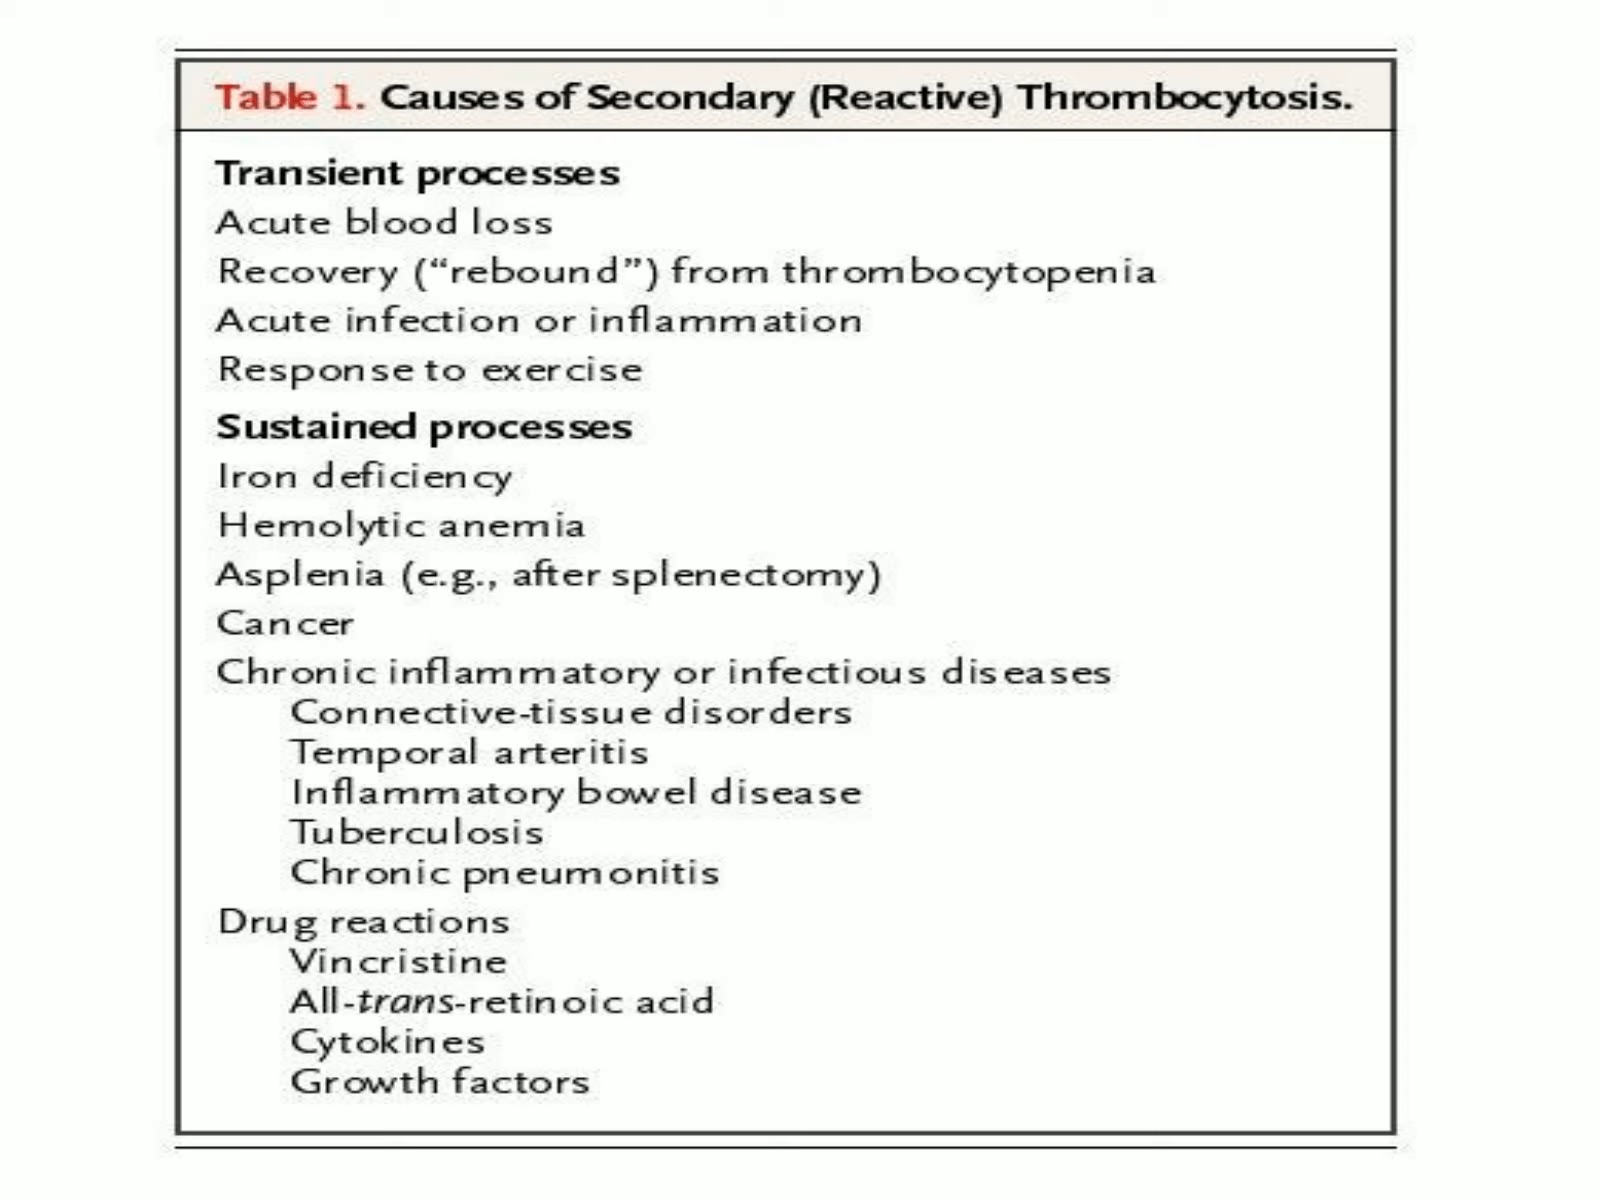 Table 1. Causes of Secondary (Reactive) Thrombocytosis.
Transient processes
Acute blood loss
Recovery (“rebound”) from thrombocytopenia
Acute infection or inflammation
Response to exercise
Sustained processes
Iron deficiency
Hemolytic anemia
Asplenia (e.g., after splenectomy)
Cancer
Chronic inflammatory or infectious diseases
Connective-tissue disorders
Temporal arteritis
Inflammatory bowel disease
Tuberculosis
Chronic pneumonitis
Drug reactions
Vincristine
All-trans-retinoic acid
Cytokines
Growth factors